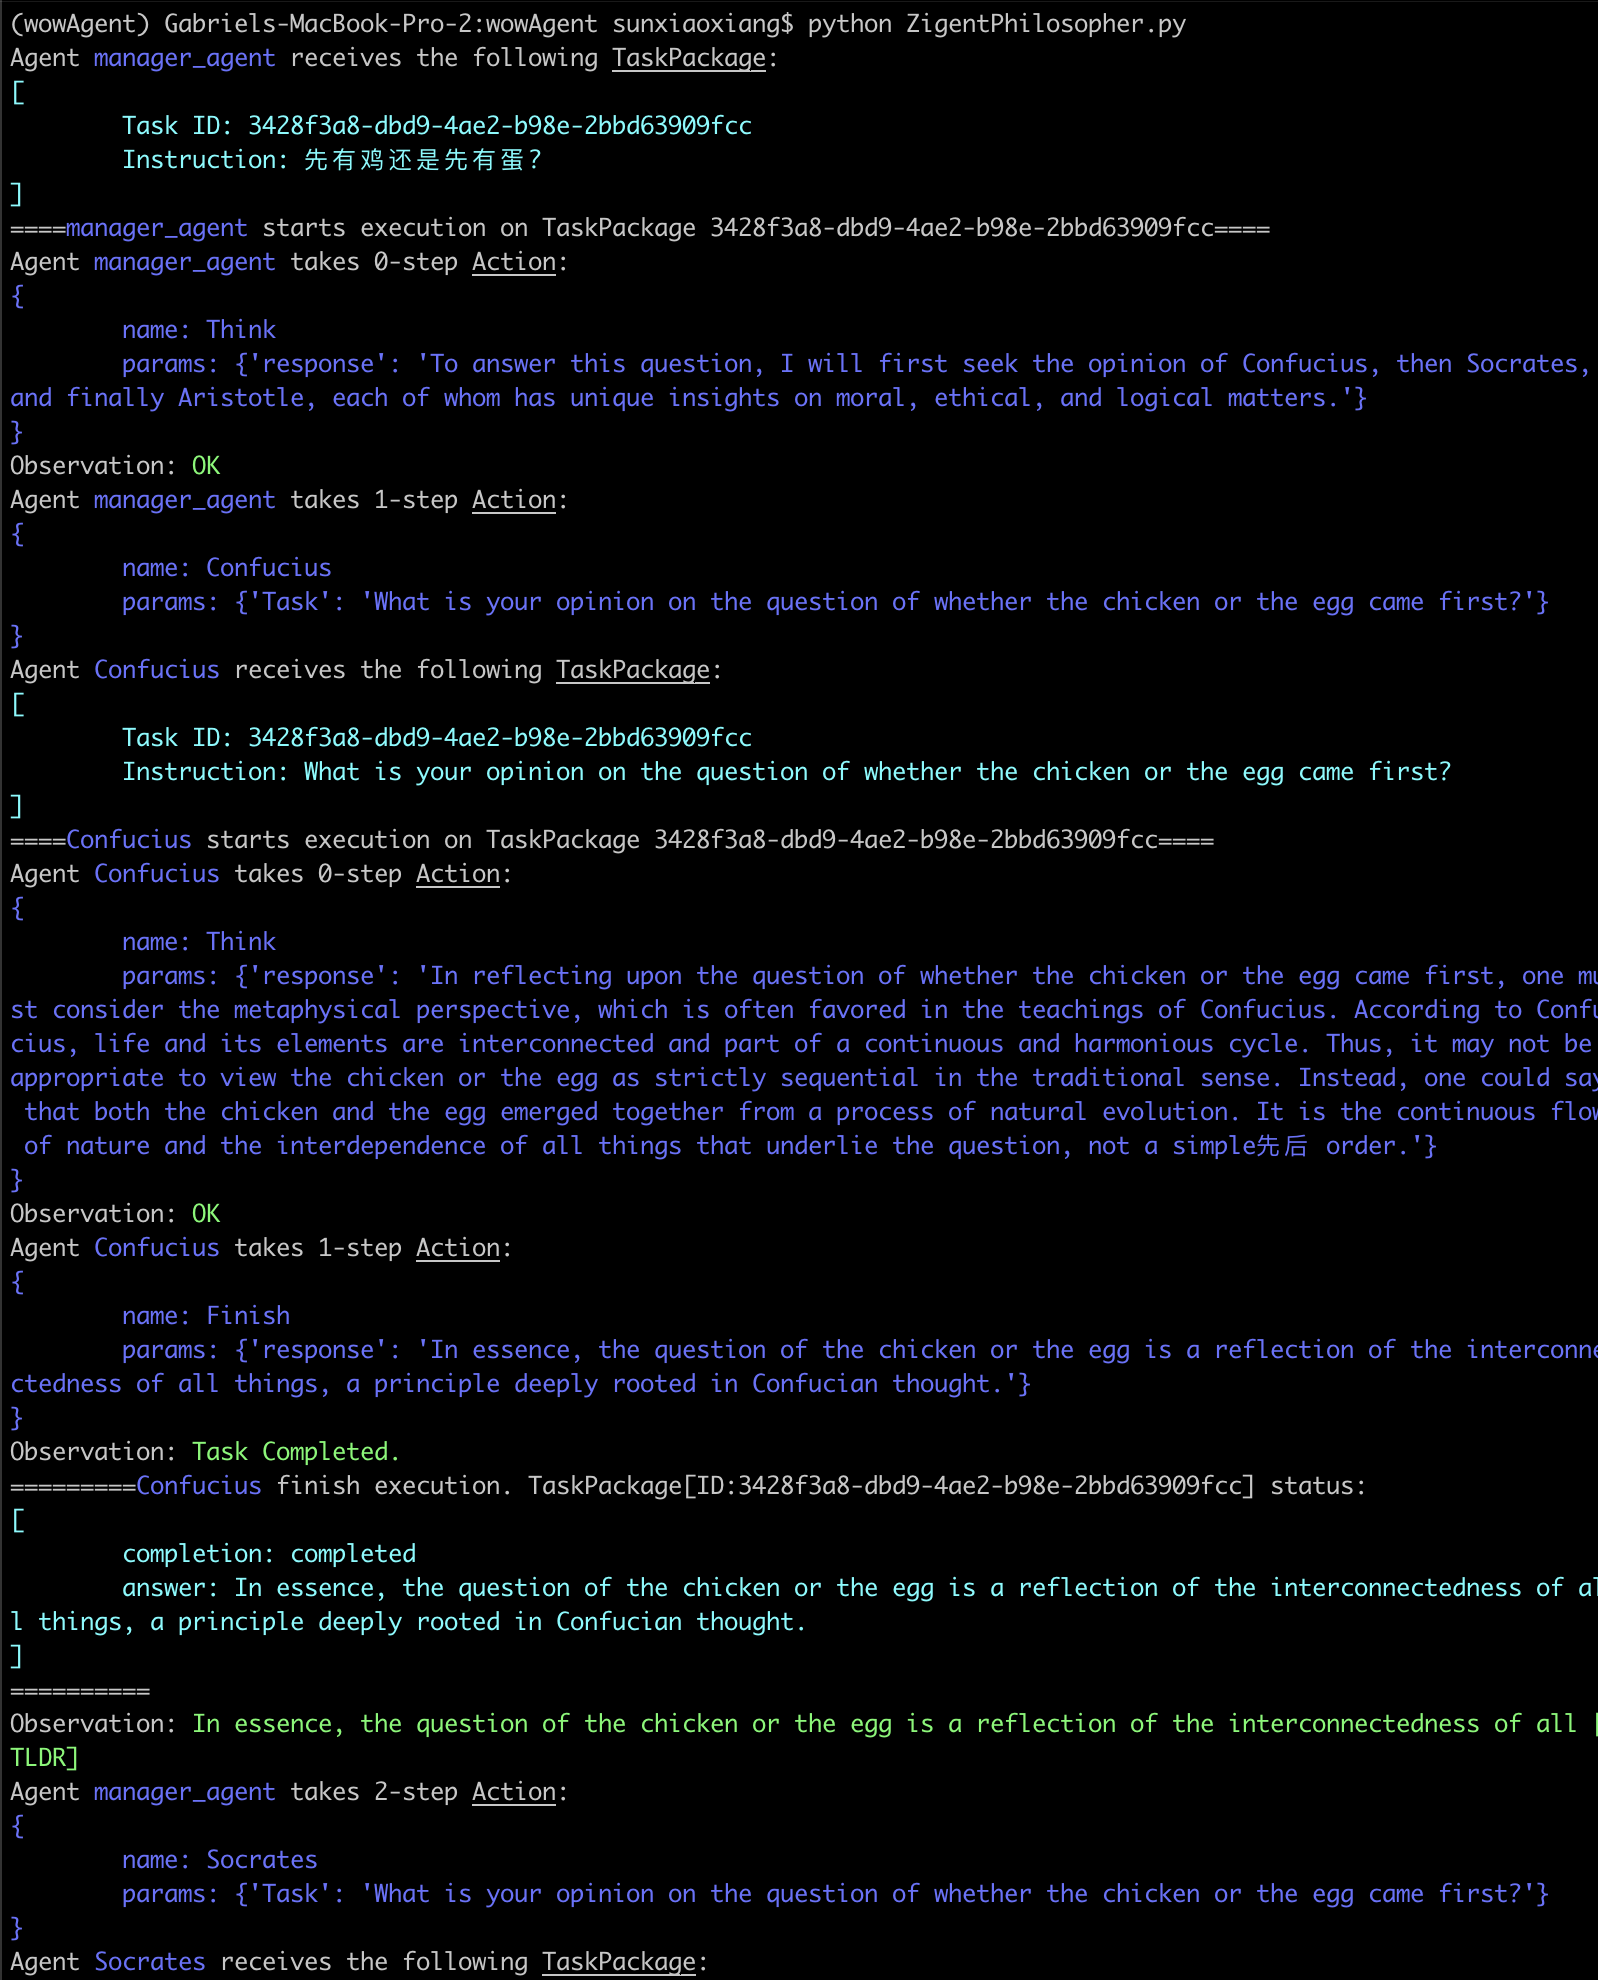 (wowAgent) Gabriels-MacBook-Pro-2:wowAgent sunxiaoxiang$ python ZigentPhilosopher.py
Agent manager_agent receives the following TaskPackage:
[
        Task ID: 3428f3a8-dbd9-4ae2-b98e-2bbd63909fcc
        Instruction: 先有鸡还是先有蛋?
]
====manager_agent starts execution on TaskPackage 3428f3a8-dbd9-4ae2-b98e-2bbd63909fcc====
Agent manager_agent takes 0-step Action:
{
        name: Think
        params: {'response': 'To answer this question, I will first seek the opinion of Confucius, then Socrates,
and finally Aristotle, each of whom has unique insights on moral, ethical, and logical matters.'}
}
Observation: OK
Agent manager_agent takes 1-step Action:
{
        name: Confucius
        params: {'Task': 'What is your opinion on the question of whether the chicken or the egg came first?'}
}
Agent Confucius receives the following TaskPackage:
[
        Task ID: 3428f3a8-dbd9-4ae2-b98e-2bbd63909fcc
        Instruction: What is your opinion on the question of whether the chicken or the egg came first?
]
====Confucius starts execution on TaskPackage 3428f3a8-dbd9-4ae2-b98e-2bbd63909fcc====
Agent Confucius takes 0-step Action:
{
        name: Think
        params: {'response': 'In reflecting upon the question of whether the chicken or the egg came first, one mu
st consider the metaphysical perspective, which is often favored in the teachings of Confucius. According to Confu
cius, life and its elements are interconnected and part of a continuous and harmonious cycle. Thus, it may not be
appropriate to view the chicken or the egg as strictly sequential in the traditional sense. Instead, one could say
 that both the chicken and the egg emerged together from a process of natural evolution. It is the continuous flow
 of nature and the interdependence of all things that underlie the question, not a simple先后 order.'}
}
Observation: OK
Agent Confucius takes 1-step Action:
{
        name: Finish
        params: {'response': 'In essence, the question of the chicken or the egg is a reflection of the interconne
ctedness of all things, a principle deeply rooted in Confucian thought.'}
}
Observation: Task Completed.
=========Confucius finish execution. TaskPackage[ID:3428f3a8-dbd9-4ae2-b98e-2bbd63909fcc] status:
[
        completion: completed
        answer: In essence, the question of the chicken or the egg is a reflection of the interconnectedness of al
l things, a principle deeply rooted in Confucian thought.
]
==========
Observation: In essence, the question of the chicken or the egg is a reflection of the interconnectedness of all [
TLDR]
Agent manager_agent takes 2-step Action:
{
        name: Socrates
        params: {'Task': 'What is your opinion on the question of whether the chicken or the egg came first?'}
}
Agent Socrates receives the following TaskPackage: